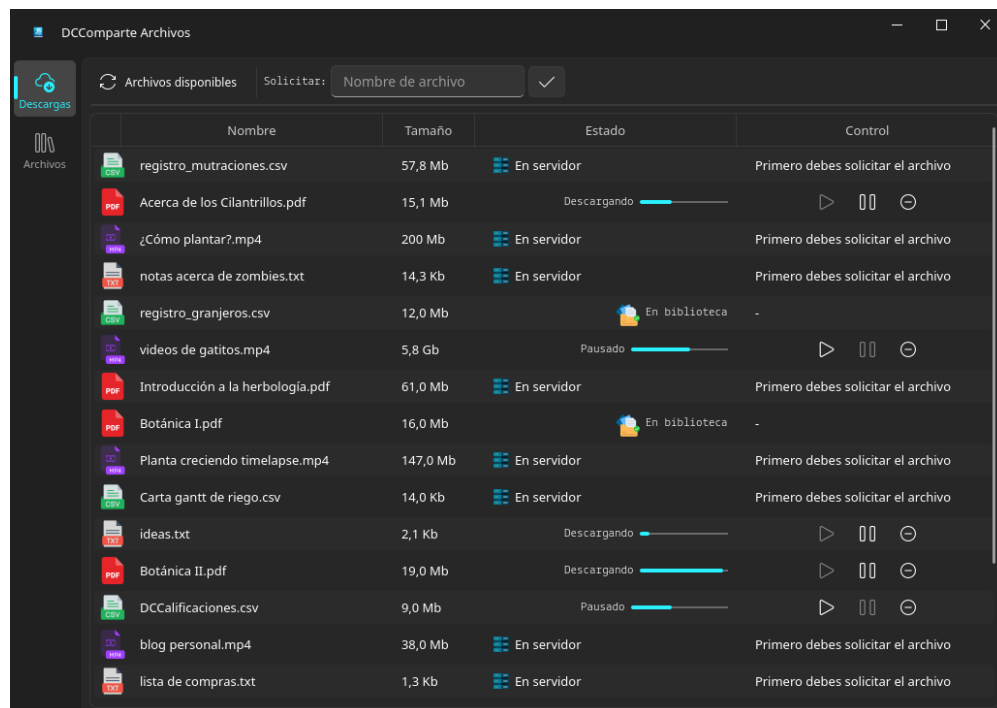 DCComparte Archivos
Descargas
Archivos
Archivos disponibles Solicitar: Nombre de archivo
Nombre Tamaño Estado Control
CSV registro_mutraciones.csv 57,8 Mb En servidor Primero debes solicitar el archivo
PDF Acerca de los Cilantrillos.pdf 15,1 Mb Descargando
MP4 ¿Cómo plantar?.mp4 200 Mb En servidor Primero debes solicitar el archivo
TXT notas acerca de zombies.txt 14,3 Kb En servidor Primero debes solicitar el archivo
CSV registro_granjeros.csv 12,0 Mb En biblioteca -
MP4 videos de gatitos.mp4 5,8 Gb Pausado
PDF Introducción a la herbología.pdf 61,0 Mb En servidor Primero debes solicitar el archivo
PDF Botánica I.pdf 16,0 Mb En biblioteca -
MP4 Planta creciendo timelapse.mp4 147,0 Mb En servidor Primero debes solicitar el archivo
CSV Carta gantt de riego.csv 14,0 Kb En servidor Primero debes solicitar el archivo
TXT ideas.txt 2,1 Kb Descargando
PDF Botánica II.pdf 19,0 Mb Descargando
CSV DCCalificaciones.csv 9,0 Mb Pausado
MP4 blog personal.mp4 38,0 Mb En servidor Primero debes solicitar el archivo
TXT lista de compras.txt 1,3 Kb En servidor Primero debes solicitar el archivo